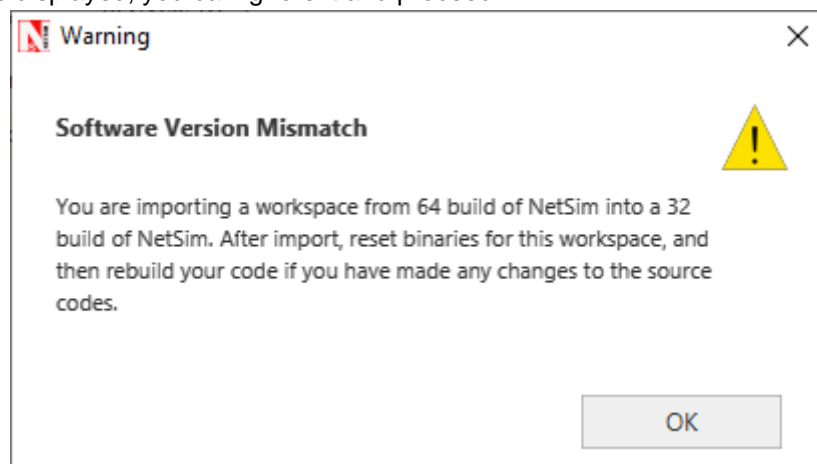 Warning
Software Version Mismatch
You are importing a workspace from 64 build of NetSim into a 32
build of NetSim. After import, reset binaries for this workspace, and
then rebuild your code if you have made any changes to the source
codes.
OK